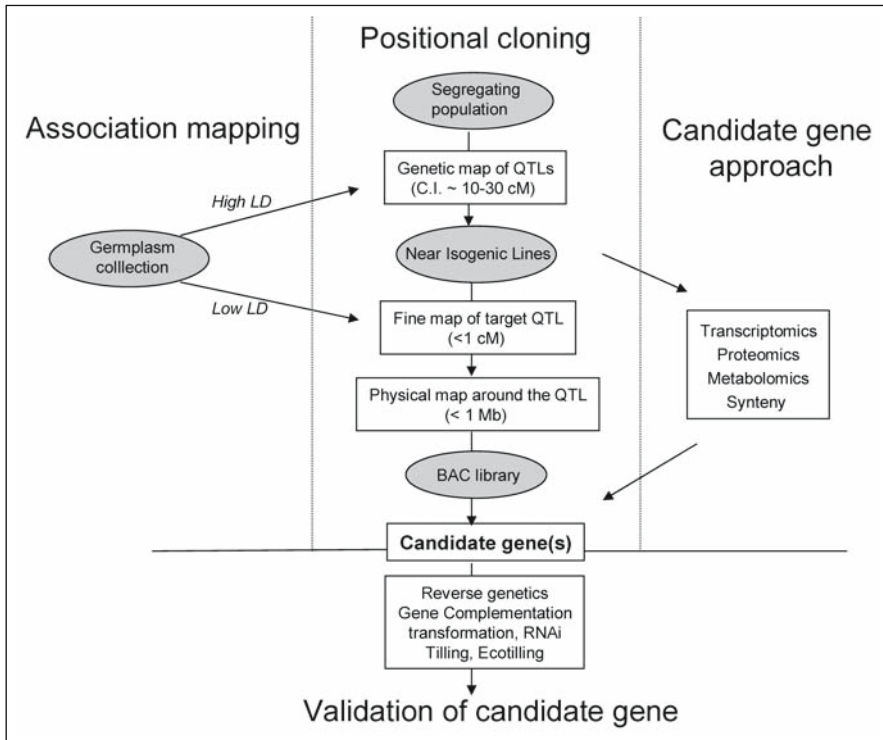 Positional cloning
Association mapping
Candidate gene
approach
Segregating
population
Genetic map of QTLs
(C.I. ~ 10-30 cM)
High LD
Germplasm
colllection
Near Isogenic Lines
Low LD
Fine map of target QTL
(<1 cM)
Transcriptomics
Proteomics
Metabolomics
Synteny
Physical map around the QTL
(< 1 Mb)
BAC library
Candidate gene(s)
Reverse genetics
Gene Complementation
transformation, RNAi
Tilling, Ecotilling
Validation of candidate gene